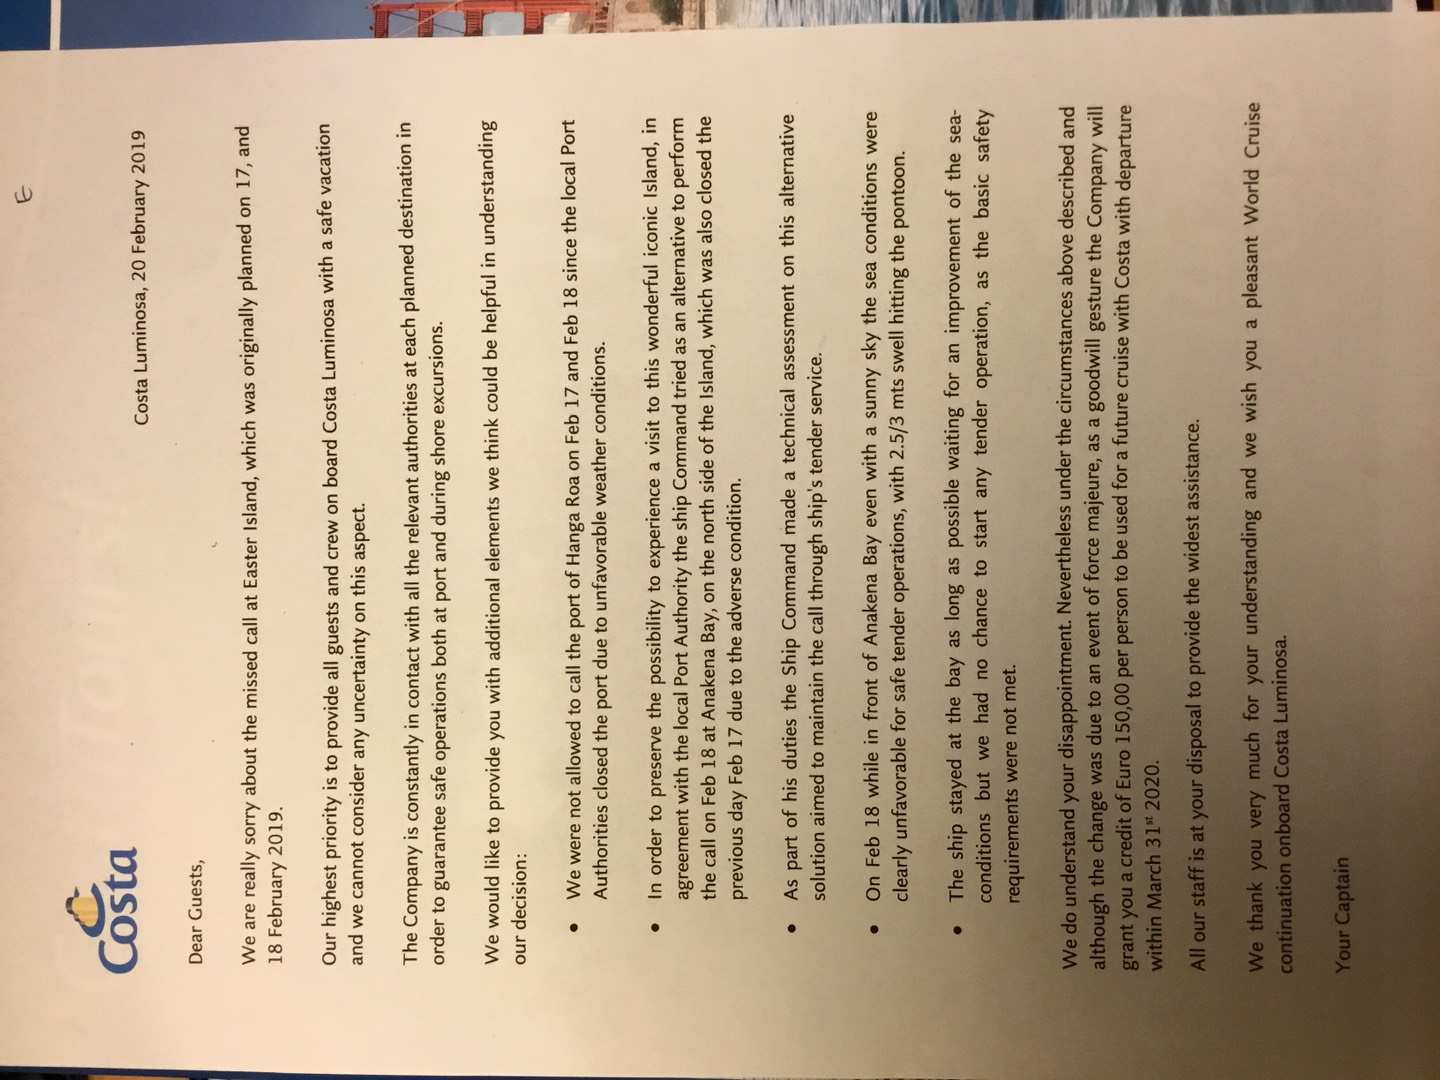 E
Costa
Costa Luminosa, 20 February 2019
Dear Guests,
We are really sorry about the missed call at Easter Island, which was originally planned on 17, and
18 February 2019.
Our highest priority is to provide all guests and crew on board Costa Luminosa with a safe vacation
and we cannot consider any uncertainty on this aspect.
The Company is constantly in contact with all the relevant authorities at each planned destination in
order to guarantee safe operations both at port and during shore excursions.
We would like to provide you with additional elements we think could be helpful in understanding
our decision:
• We were not allowed to call the port of Hanga Roa on Feb 17 and Feb 18 since the local Port
Authorities closed the port due to unfavorable weather conditions.
• In order to preserve the possibility to experience a visit to this wonderful iconic Island, in
agreement with the local Port Authority the ship Command tried as an alternative to perform
the call on Feb 18 at Anakena Bay, on the north side of the Island, which was also closed the
previous day Feb 17 due to the adverse condition.
• As part of his duties the Ship Command made a technical assessment on this alternative
solution aimed to maintain the call through ship's tender service.
• On Feb 18 while in front of Anakena Bay even with a sunny sky the sea conditions were
clearly unfavorable for safe tender operations, with 2.5/3 mts swell hitting the pontoon.
• The ship stayed at the bay as long as possible waiting for an improvement of the sea-
conditions but we had no chance to start any tender operation, as the basic safety
requirements were not met.
We do understand your disappointment. Nevertheless under the circumstances above described and
although the change was due to an event of force majeure, as a goodwill gesture the Company will
grant you a credit of Euro 150,00 per person to be used for a future cruise with Costa with departure
within March 31st 2020.
All our staff is at your disposal to provide the widest assistance.
We thank you very much for your understanding and we wish you a pleasant World Cruise
continuation onboard Costa Luminosa.
Your Captain